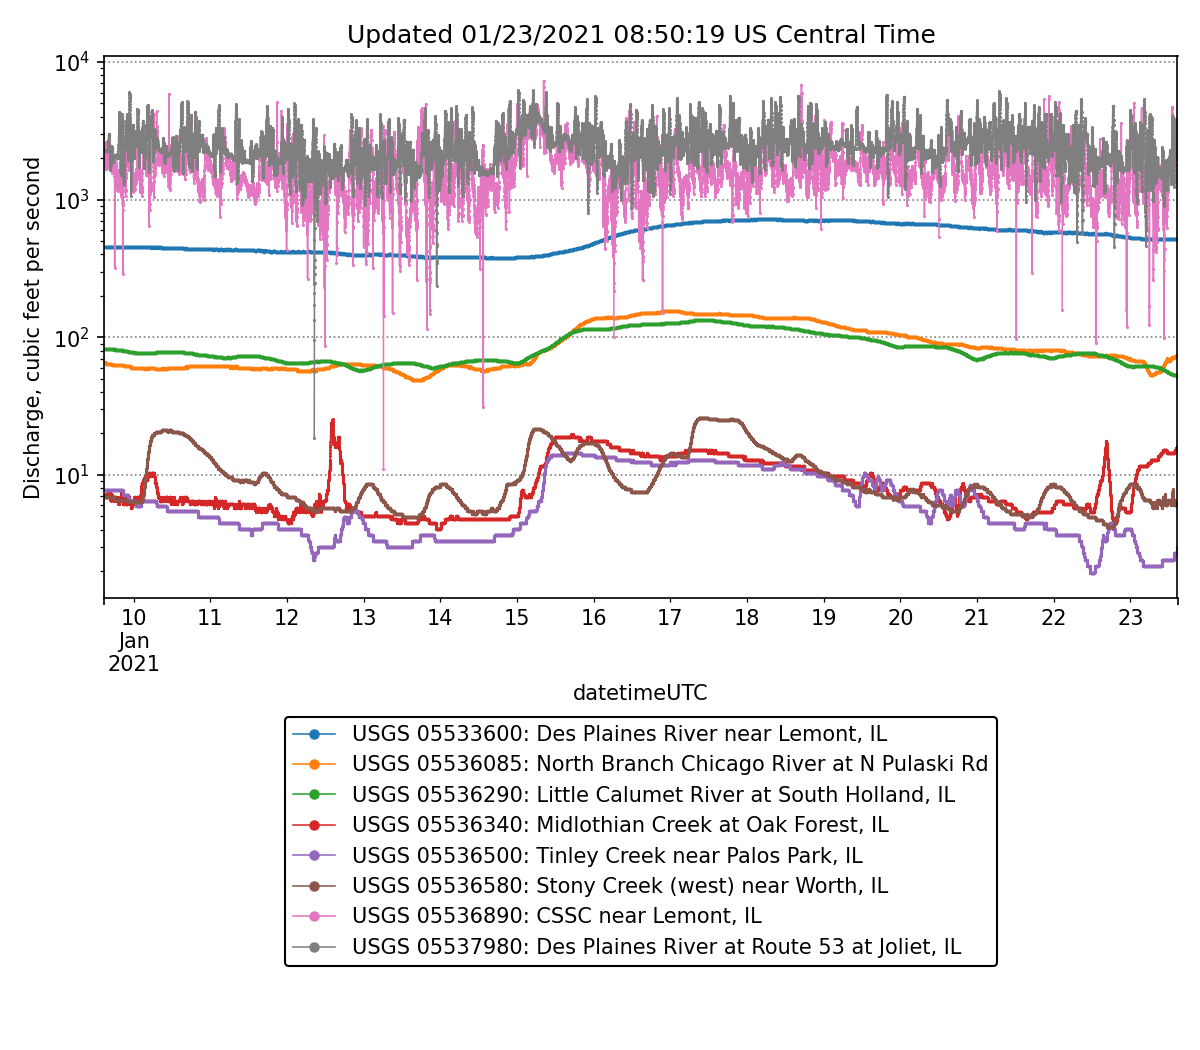 Updated 01/23/2021 08:50:19 US Central Time
Discharge, cubic feet per second
10⁴
10³
10²
10¹
10 11 12 13 14 15 16 17 18 19 20 21 22 23
Jan
2021
datetimeUTC
USGS 05533600: Des Plaines River near Lemont, IL
USGS 05536085: North Branch Chicago River at N Pulaski Rd
USGS 05536290: Little Calumet River at South Holland, IL
USGS 05536340: Midlothian Creek at Oak Forest, IL
USGS 05536500: Tinley Creek near Palos Park, IL
USGS 05536580: Stony Creek (west) near Worth, IL
USGS 05536890: CSSC near Lemont, IL
USGS 05537980: Des Plaines River at Route 53 at Joliet, IL